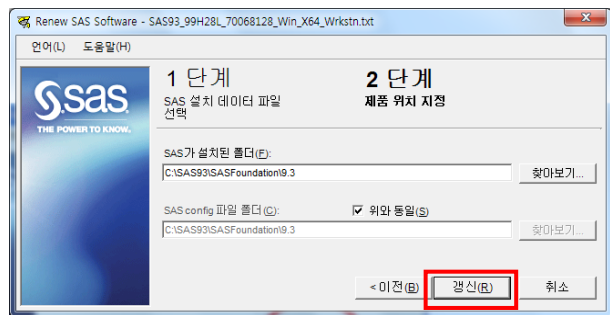 Renew SAS Software - SAS93_99H28L_70068128_Win_X64_Wrkstn.txt
언어(L) 도움말(H)
sas
THE POWER TO KNOW.
1 단계
SAS 설치 데이터 파일
선택
2 단계
제품 위치 지정
SAS가 설치된 폴더(F):
C:\SAS93\SASFoundation\9.3
찾아보기...
SAS config 파일 폴더(C):
위와 동일(S)
C:\SAS93\SASFoundation\9.3
찾아보기...
< 이전(B)
갱신(R)
취소